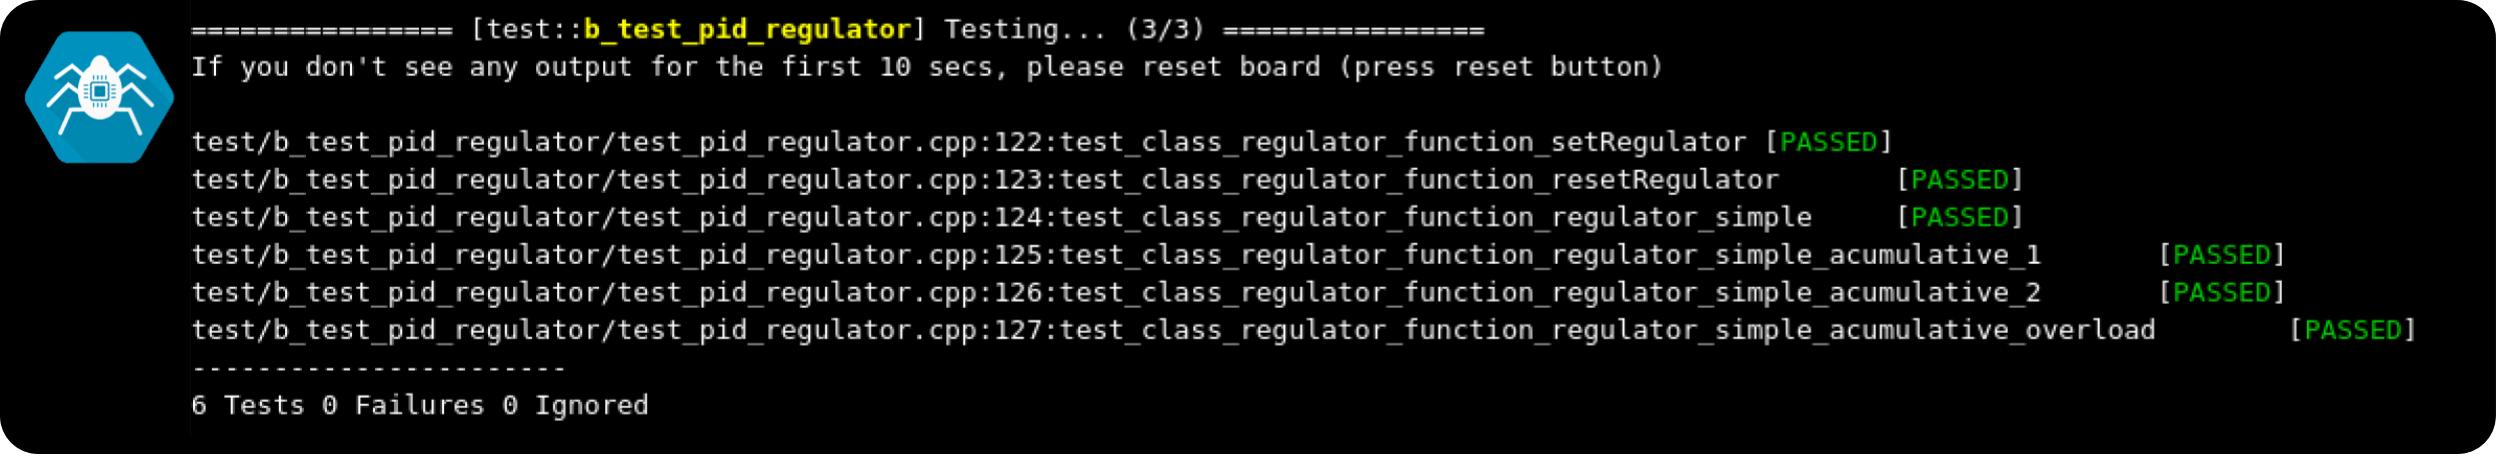 ================ [test::b_test_pid_regulator] Testing... (3/3) ================
If you don't see any output for the first 10 secs, please reset board (press reset button)
test/b_test_pid_regulator/test_pid_regulator.cpp:122:test_class_regulator_function_setRegulator [PASSED]
test/b_test_pid_regulator/test_pid_regulator.cpp:123:test_class_regulator_function_resetRegulator [PASSED]
test/b_test_pid_regulator/test_pid_regulator.cpp:124:test_class_regulator_function_regulator_simple [PASSED]
test/b_test_pid_regulator/test_pid_regulator.cpp:125:test_class_regulator_function_regulator_simple_acumulative_1 [PASSED]
test/b_test_pid_regulator/test_pid_regulator.cpp:126:test_class_regulator_function_regulator_simple_acumulative_2 [PASSED]
test/b_test_pid_regulator/test_pid_regulator.cpp:127:test_class_regulator_function_regulator_simple_acumulative_overload [PASSED]
-----------------------
6 Tests 0 Failures 0 Ignored